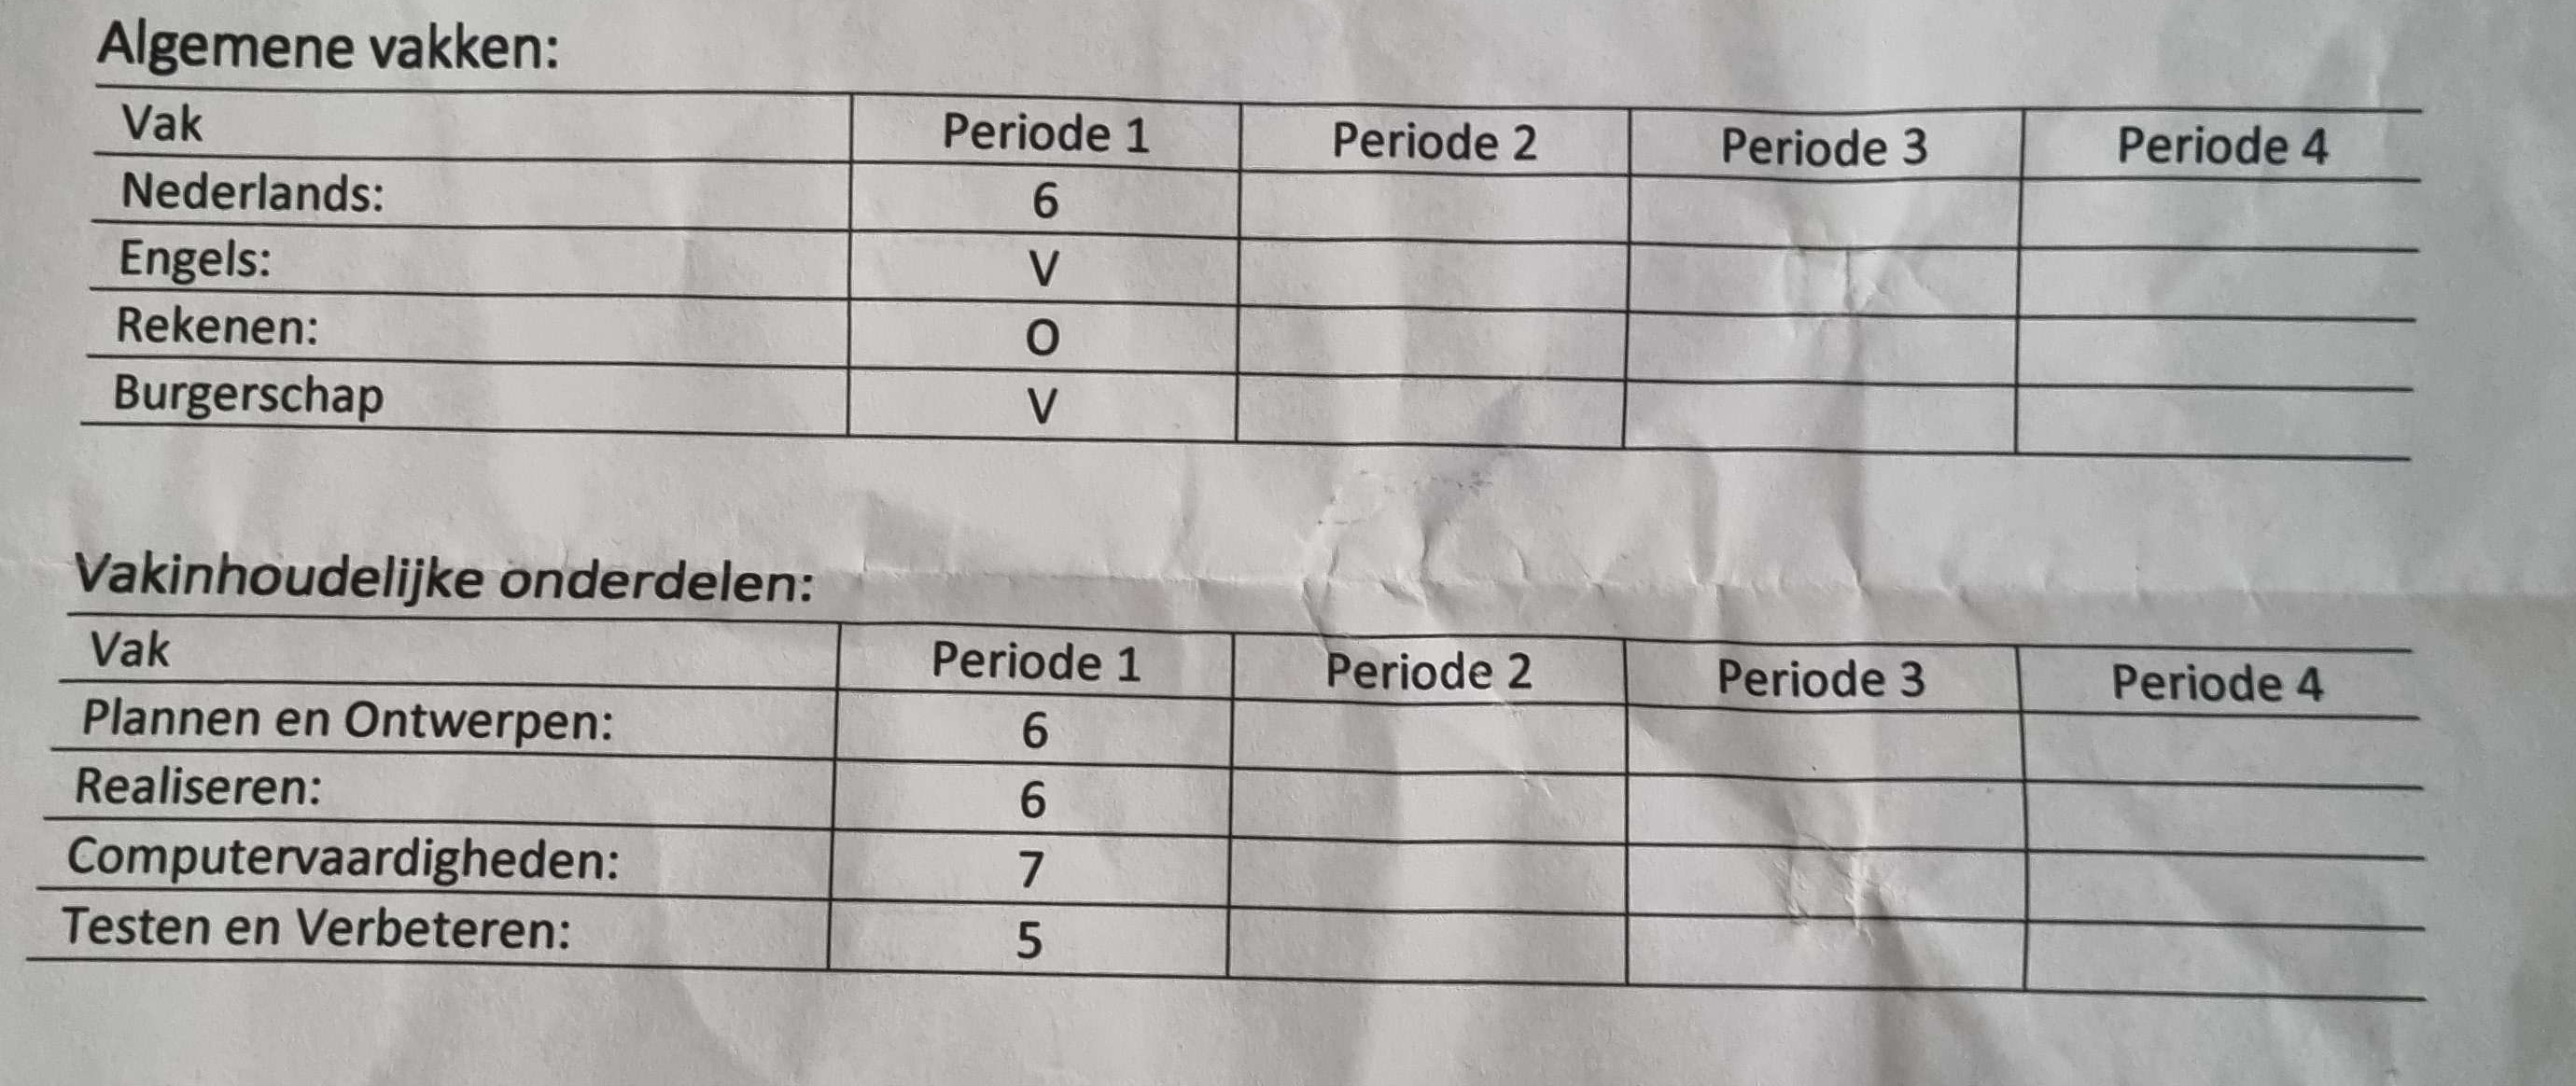 Algemene vakken:
Vak Periode 1 Periode 2 Periode 3 Periode 4
Nederlands: 6
Engels: V
Rekenen: O
Burgerschap V
Vakinhoudelijke onderdelen:
Vak Periode 1 Periode 2 Periode 3 Periode 4
Plannen en Ontwerpen: 6
Realiseren: 6
Computervaardigheden: 7
Testen en Verbeteren: 5